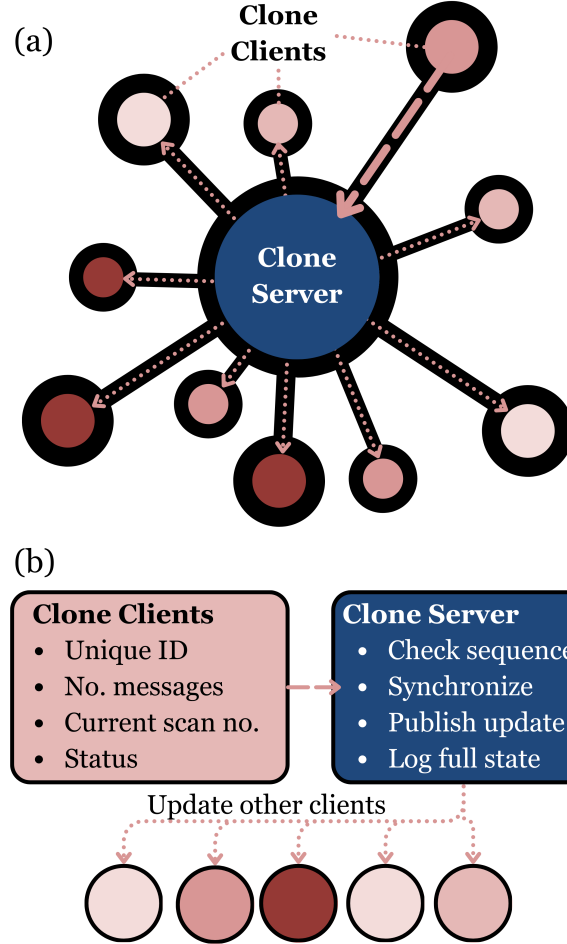 (a)
Clone
Clients
Clone
Server
(b)
Clone Clients
• Unique ID
• No. messages
• Current scan no.
• Status
Clone Server
• Check sequence
• Synchronize
• Publish update
• Log full state
Update other clients